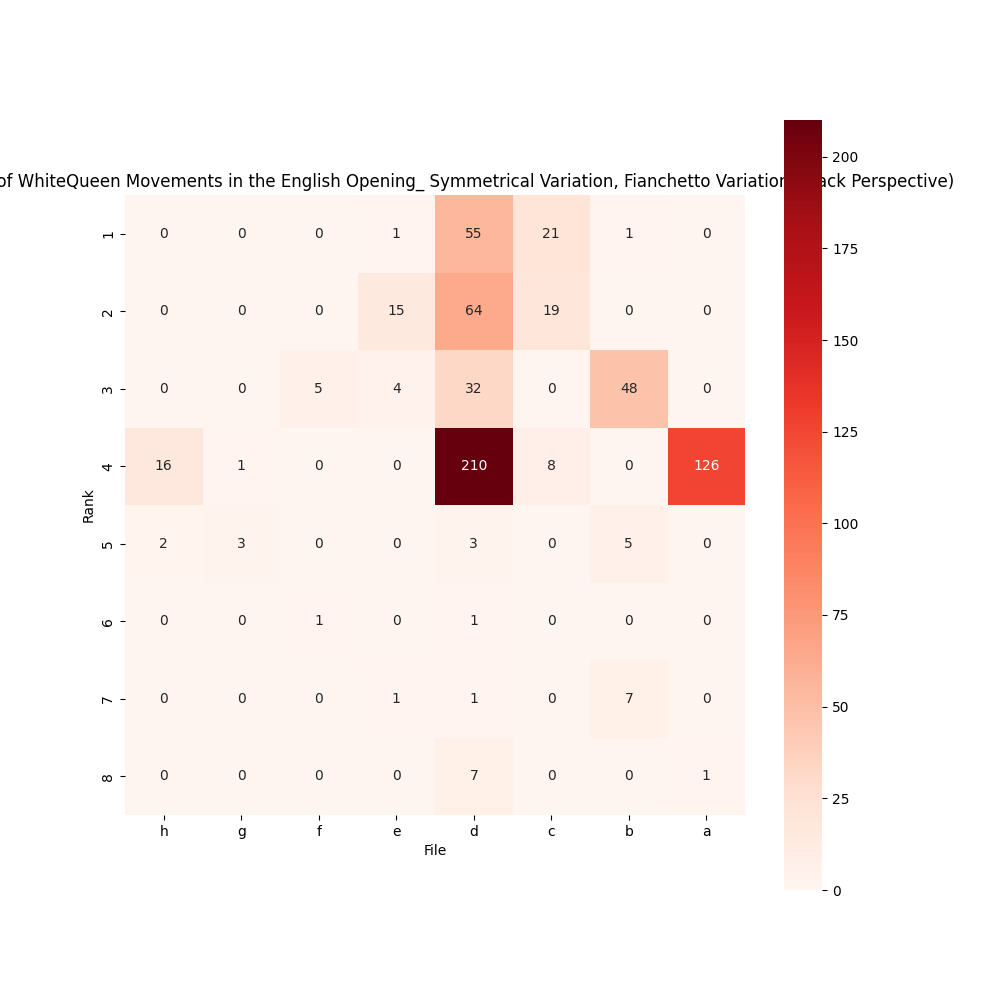 of WhiteQueen Movements in the English Opening_ Symmetrical Variation, Fianchetto Variation ack Perspective)
1 0 0 0 1 55 21 1 0
2 0 0 0 15 64 19 0 0
3 0 0 5 4 32 0 48 0
4 16 1 0 0 210 8 0 126
5 2 3 0 0 3 0 5 0
6 0 0 1 0 1 0 0 0
7 0 0 0 1 1 0 7 0
8 0 0 0 0 7 0 0 1
Rank
h g f e d c b a
File
200
175
150
125
100
75
50
25
0